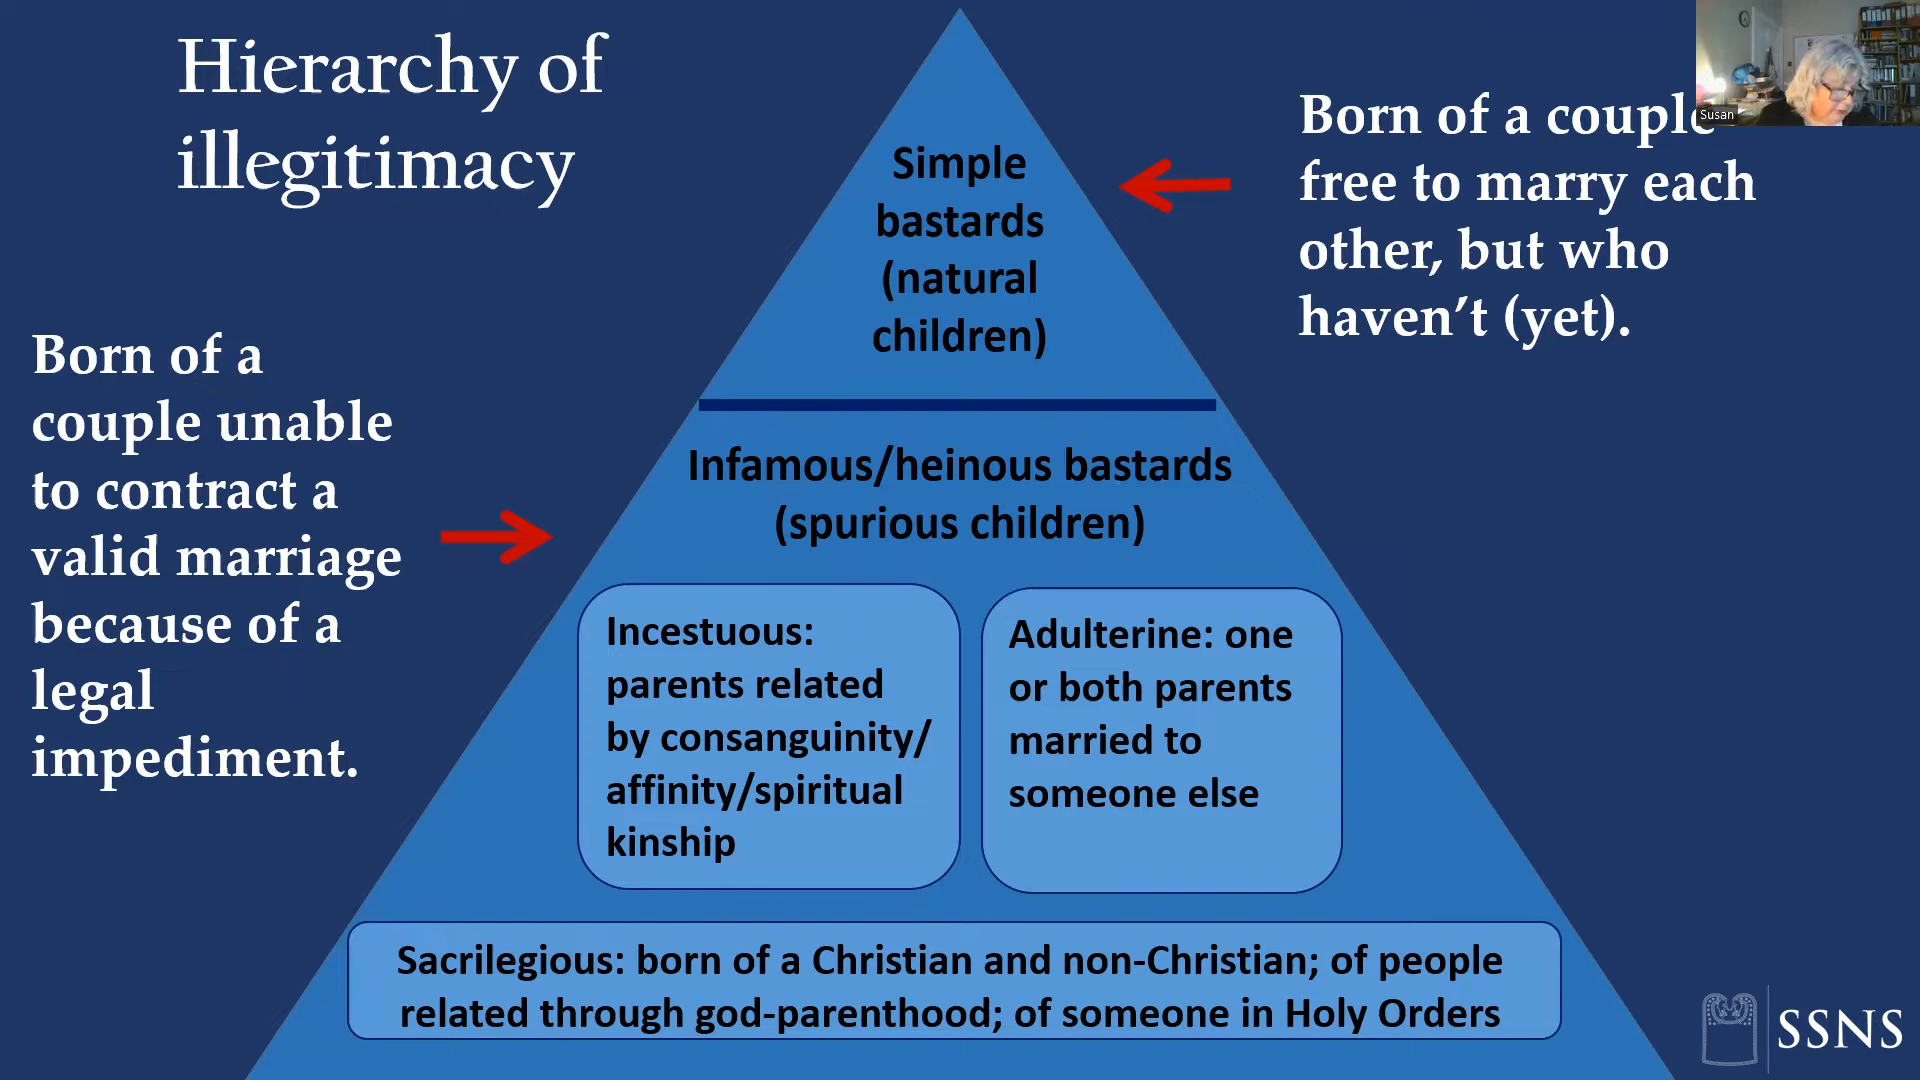 Hierarchy of
illegitimacy
Simple
bastards
(natural
children)
Born of a couple
free to marry each
other, but who
haven’t (yet).
Susan
Born of a
couple unable
to contract a
valid marriage
because of a
legal
impediment.
Infamous/heinous bastards
(spurious children)
Incestuous:
parents related
by consanguinity/
affinity/spiritual
kinship
Adulterine: one
or both parents
married to
someone else
Sacrilegious: born of a Christian and non-Christian; of people
related through god-parenthood; of someone in Holy Orders
SSNS